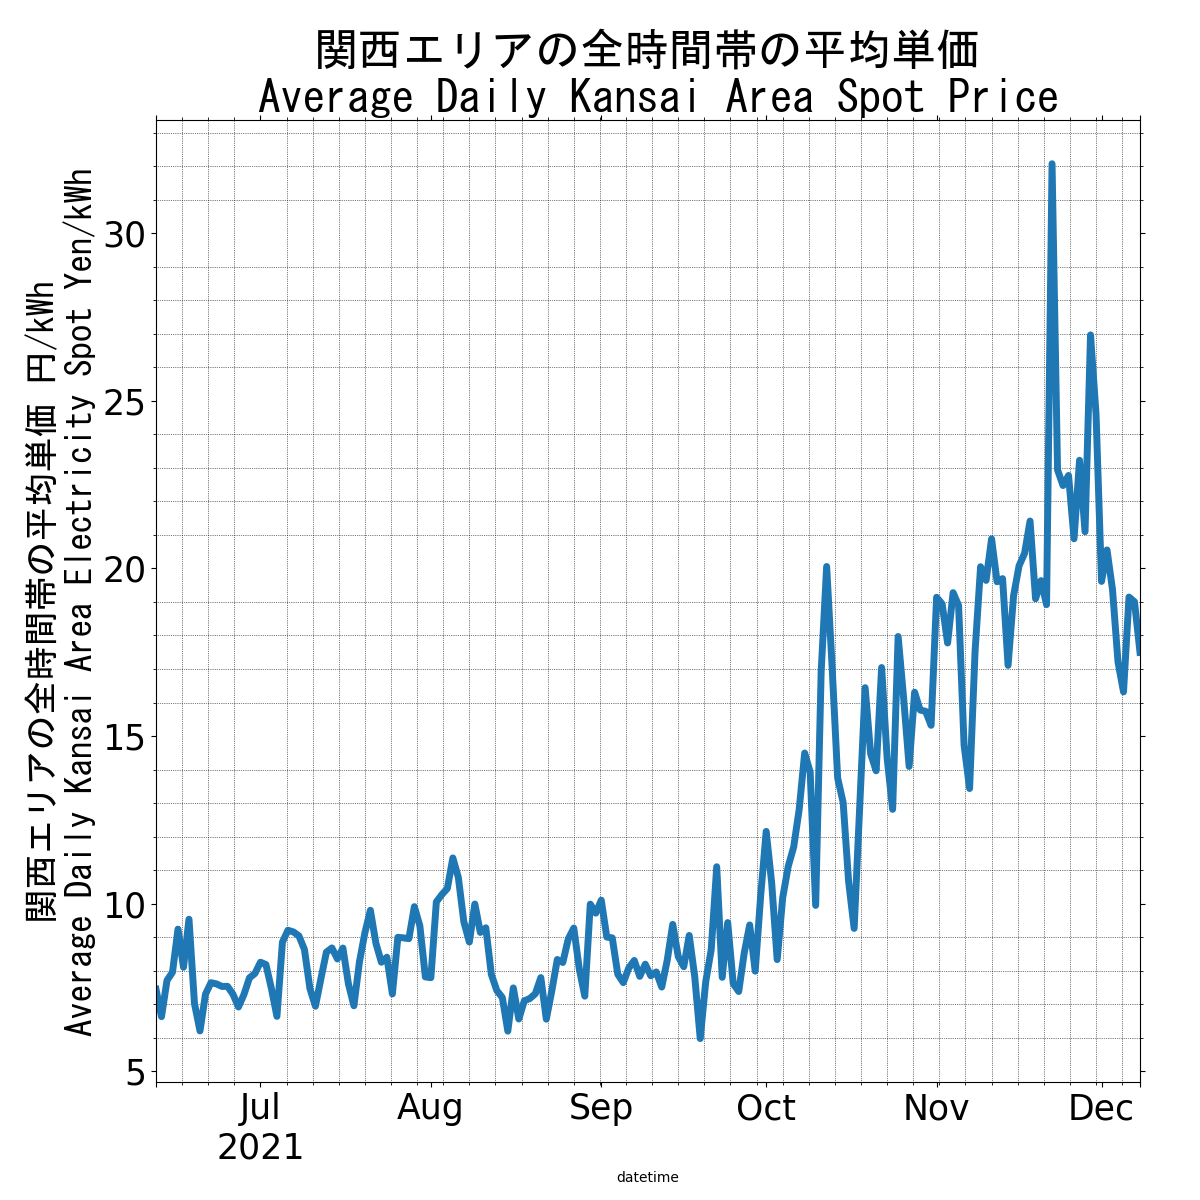 関西エリアの全時間帯の平均単価
Average Daily Kansai Area Spot Price
関西エリアの全時間帯の平均単価 円/kWh
Average Daily Kansai Area Electricity Spot Yen/kWh
30
25
20
15
10
5
Jul
2021
Aug
Sep
Oct
Nov
Dec
datetime